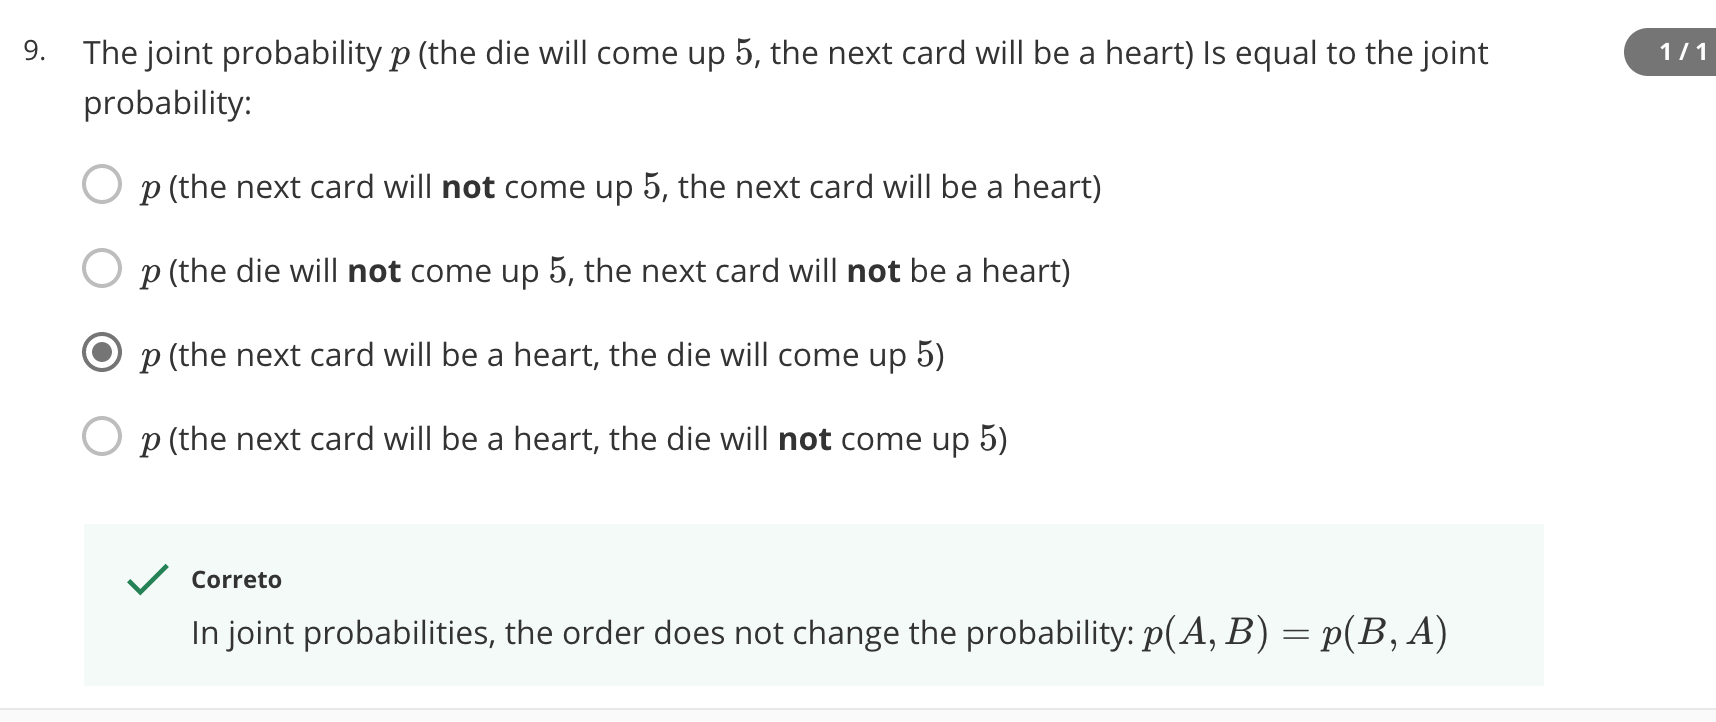 9. The joint probability p (the die will come up 5, the next card will be a heart) Is equal to the joint
1 / 1
probability:
p (the next card will not come up 5, the next card will be a heart)
p (the die will not come up 5, the next card will not be a heart)
p (the next card will be a heart, the die will come up 5)
p (the next card will be a heart, the die will not come up 5)
Correto
In joint probabilities, the order does not change the probability: p(A, B) = p(B, A)